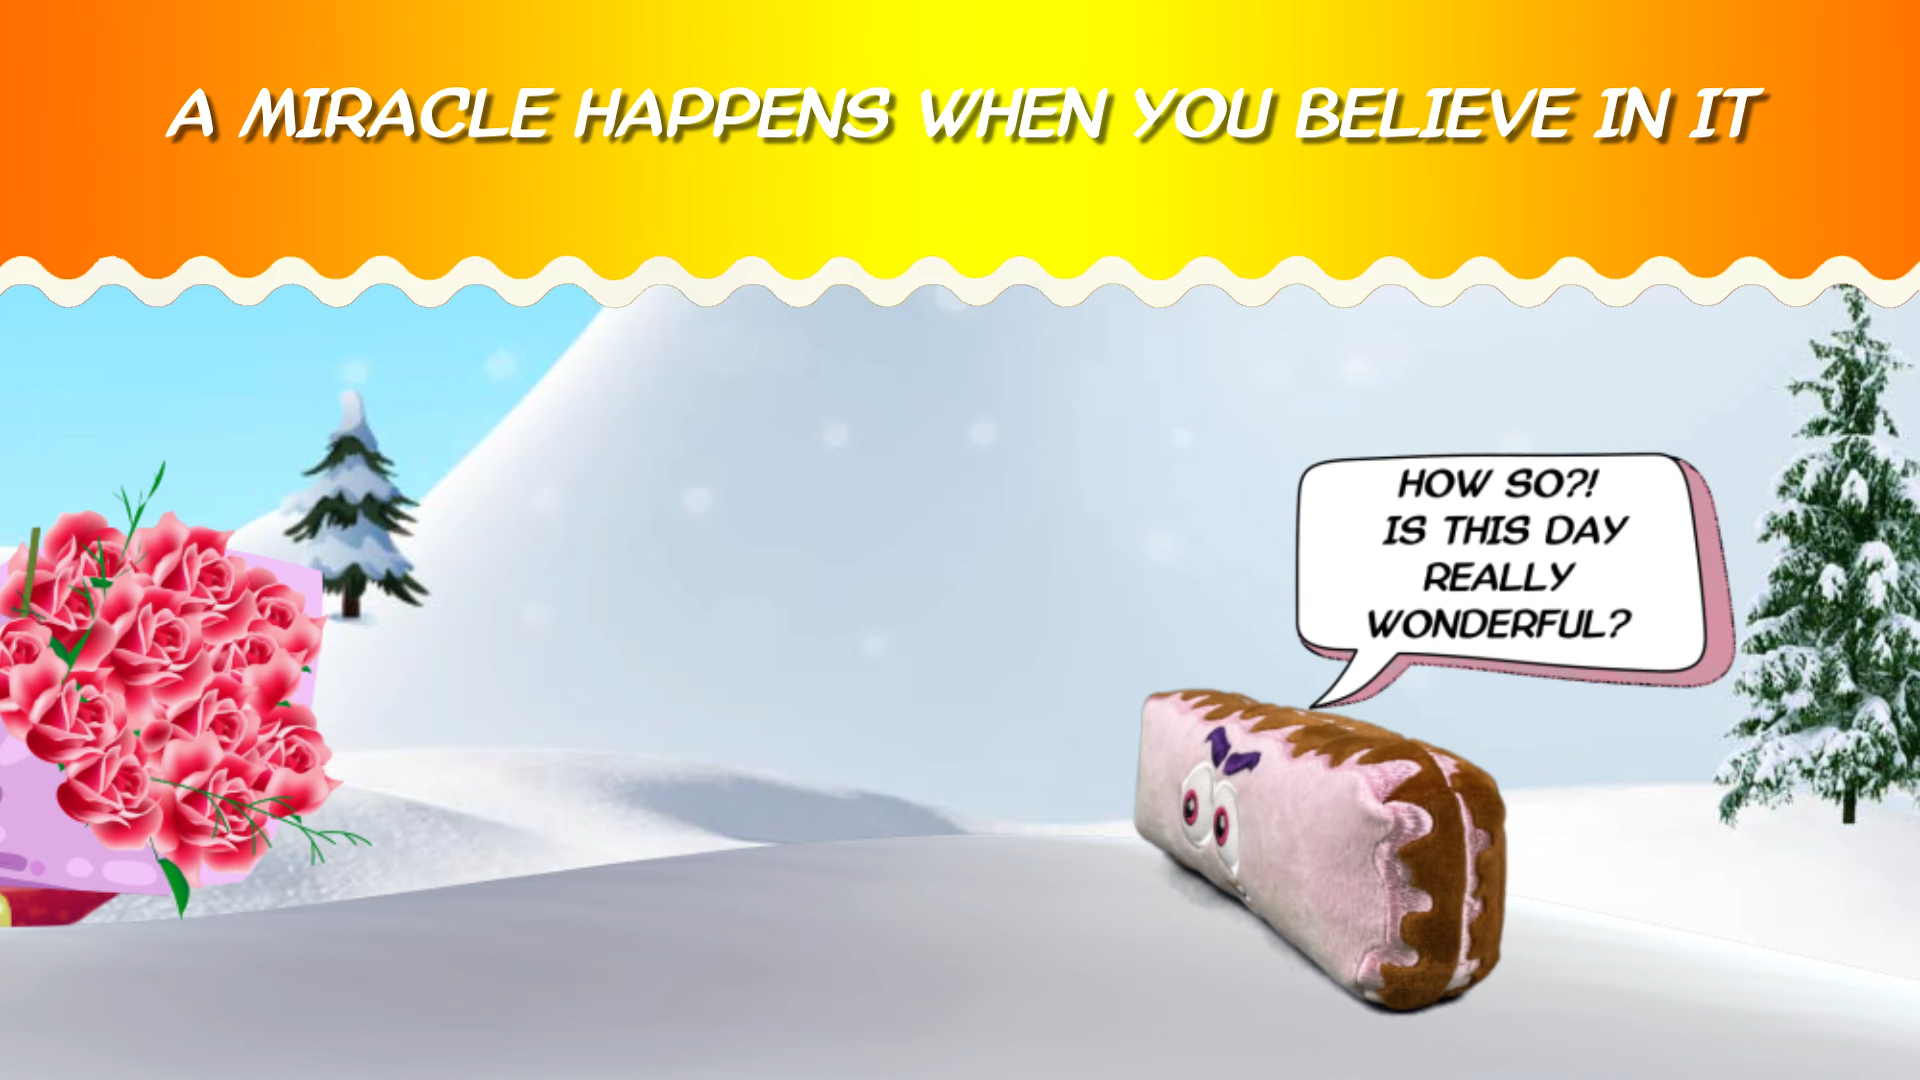 A MIRACLE HAPPENS WHEN YOU BELIEVE IN IT
HOW SO?!
IS THIS DAY
REALLY
WONDERFUL?